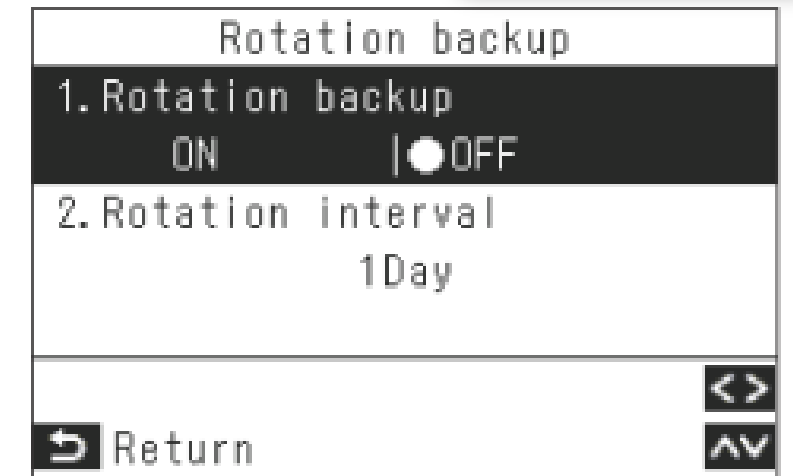 Rotation backup
1.Rotation backup
ON |●OFF
2.Rotation interval
1Day
Return